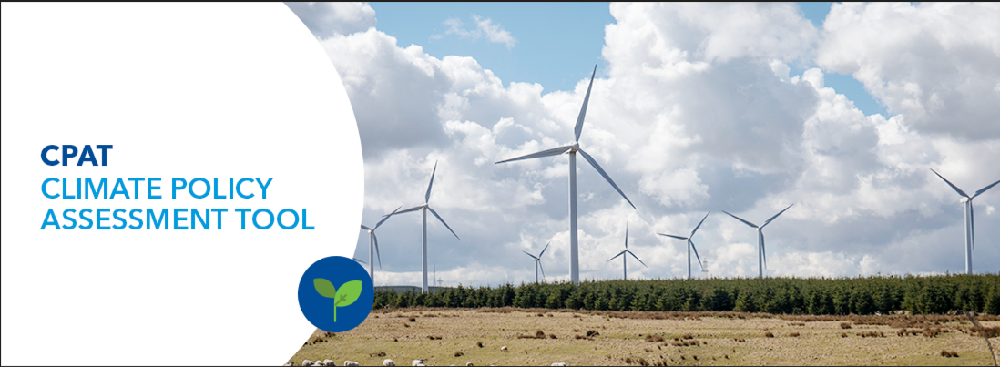 CPAT
CLIMATE POLICY
ASSESSMENT TOOL